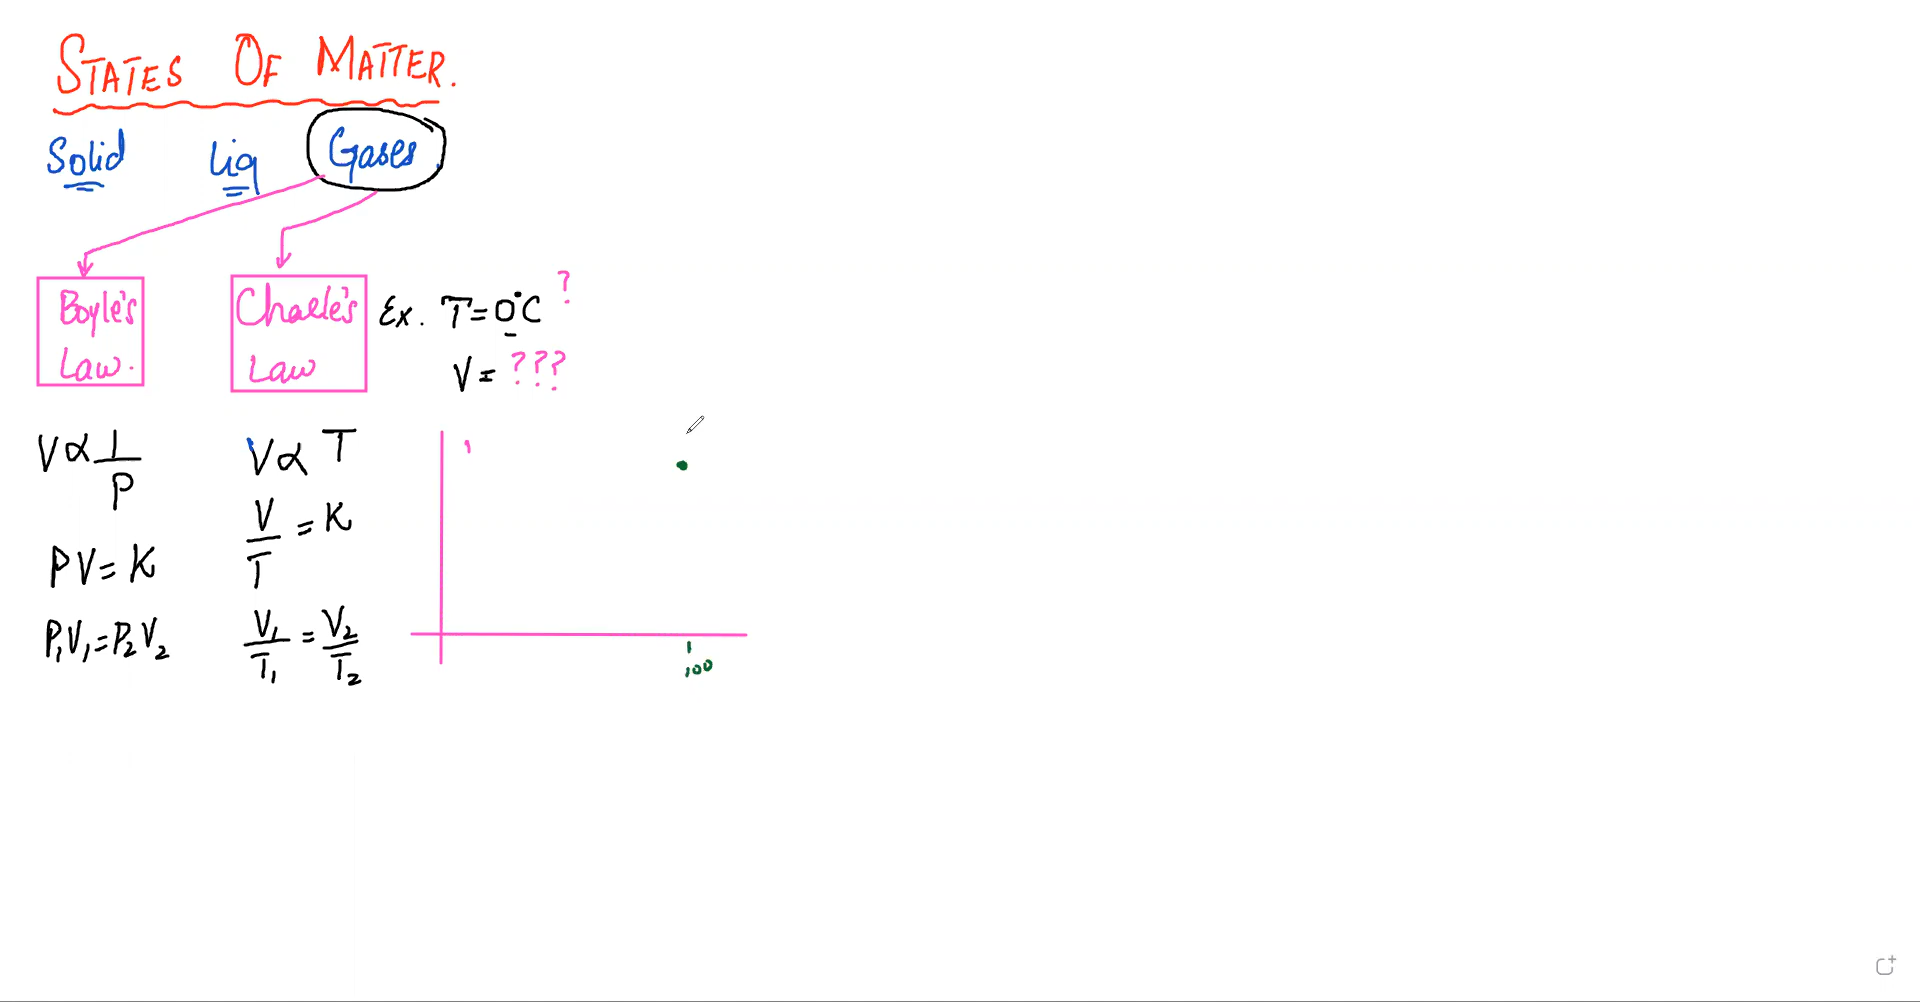 STATES OF MATTER.
Solid Liq Gases
Boyle's Law.
Charle's Law
Ex. T=0°C ?
V= ???
V∝1/P
PV=K
P₁V₁=P₂V₂
V∝T
V/T=K
V₁/T₁=V₂/T₂
100